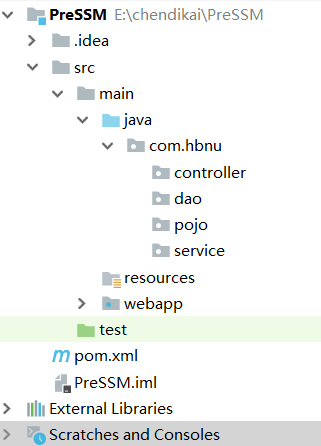 PreSSM E:\chendikai\PreSSM
.idea
src
main
java
com.hbnu
controller
dao
pojo
service
resources
webapp
test
pom.xml
PreSSM.iml
External Libraries
Scratches and Consoles